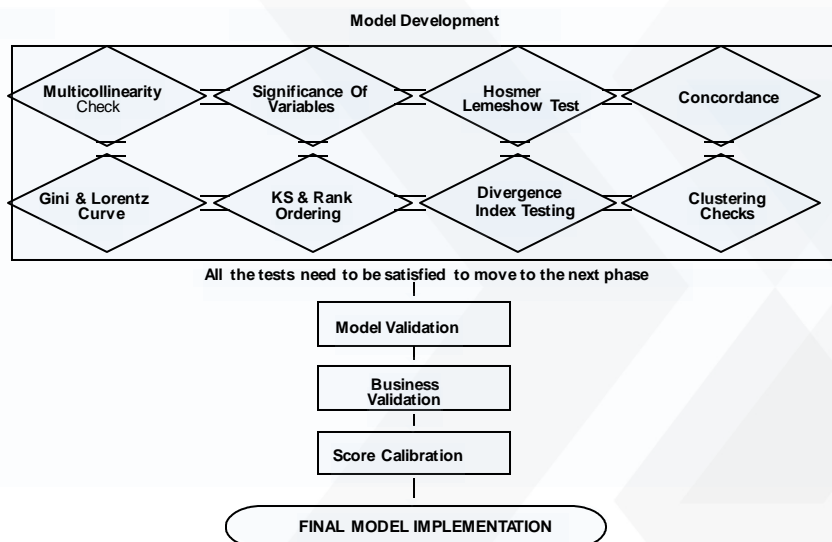 Model Development
Multicollinearity
Check
Significance Of
Variables
Hosmer
Lemeshow Test
Concordance
Gini & Lorentz
Curve
KS & Rank
Ordering
Divergence
Index Testing
Clustering
Checks
All the tests need to be satisfied to move to the next phase
Model Validation
Business
Validation
Score Calibration
FINAL MODEL IMPLEMENTATION